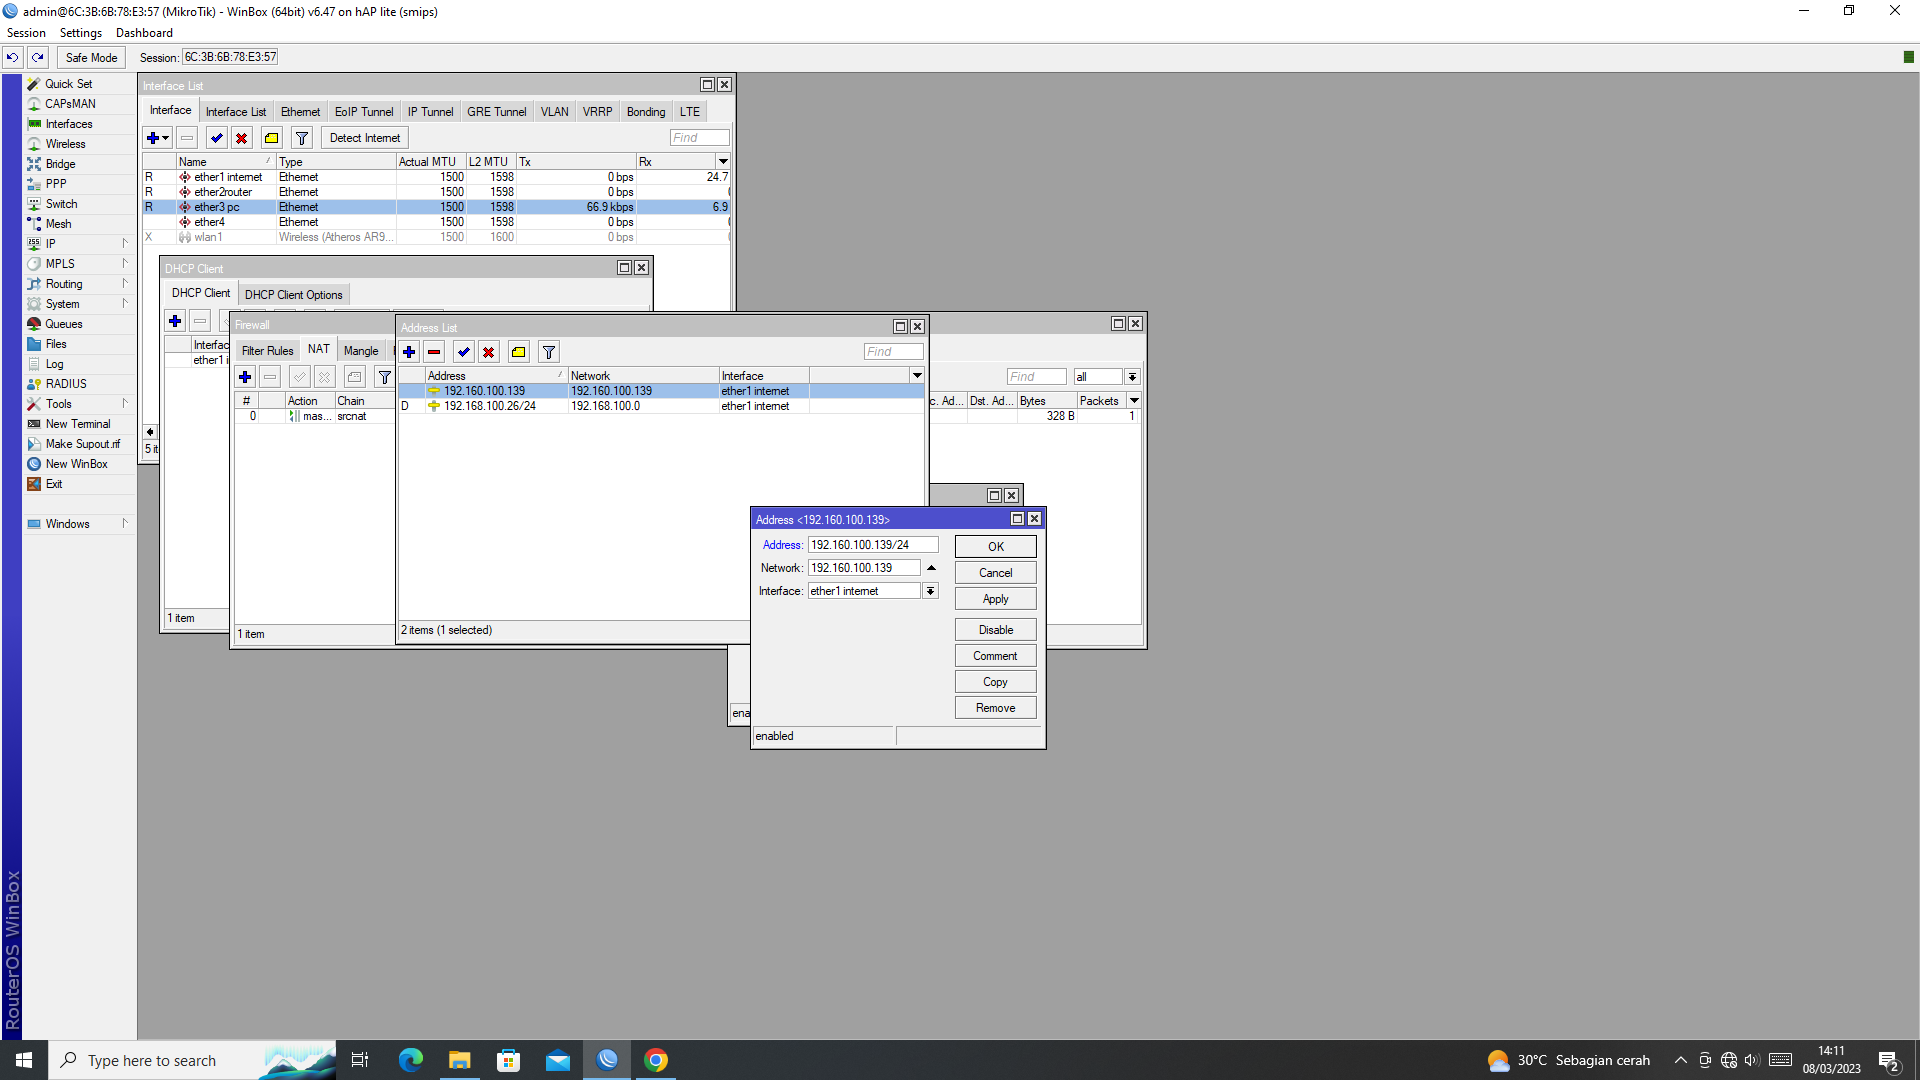 admin@6C:3B:6B:78:E3:57 (MikroTik) - WinBox (64bit) v6.47 on hAP lite (smips)
Session Settings Dashboard
Safe Mode Session: 6C:3B:6B:78:E3:57
Quick Set
CAPsMAN
Interfaces
Wireless
Bridge
PPP
Switch
Mesh
IP
MPLS
Routing
System
Queues
Files
Log
RADIUS
Tools
New Terminal
Make Supout.rif
New WinBox
Exit
Windows
RouterOS WinBox
Interface List
Interface Interface List Ethernet EoIP Tunnel IP Tunnel GRE Tunnel VLAN VRRP Bonding LTE
Detect Internet Find
Name Type Actual MTU L2 MTU Tx Rx
R ether1 internet Ethernet 1500 1598 0 bps 24.7
R ether2router Ethernet 1500 1598 0 bps
R ether3 pc Ethernet 1500 1598 66.9 kbps 6.9
ether4 Ethernet 1500 1598 0 bps
X wlan1 Wireless (Atheros AR9... 1500 1600 0 bps
5 it
DHCP Client
DHCP Client DHCP Client Options
Interfac
ether1 i
1 item
Firewall
Filter Rules NAT Mangle
Find all
# Action Chain
c. Ad... Dst. Ad... Bytes Packets
0 mas... srcnat
328 B 1
1 item
Address List
Find
Address Network Interface
192.160.100.139 192.160.100.139 ether1 internet
D 192.168.100.26/24 192.168.100.0 ether1 internet
2 items (1 selected)
ena
Address <192.160.100.139>
Address: 192.160.100.139/24
Network: 192.160.100.139
Interface: ether1 internet
OK
Cancel
Apply
Disable
Comment
Copy
Remove
enabled
Type here to search
30°C Sebagian cerah
14:11
08/03/2023
2